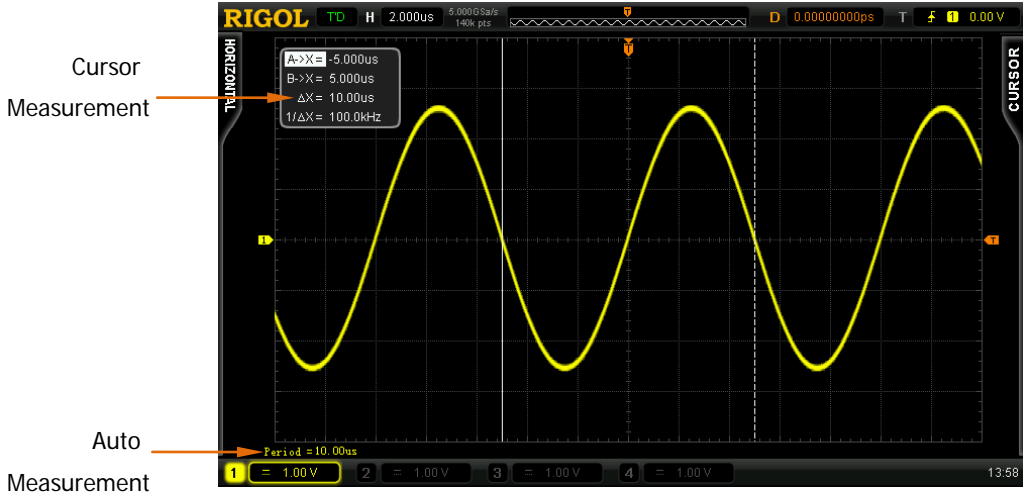 RIGOL T'D H 2.000us 5.000GSa/s 140k pts T D 0.00000000ps T 1 0.00 V
HORIZONTAL
CURSOR
Cursor
Measurement
A->X= -5.000us
B->X= 5.000us
ΔX= 10.00us
1/ΔX= 100.0kHz
T
1
T
Auto
Measurement
Period =10.00us
1 = 1.00 V 2 = 1.00 V 3 = 1.00 V 4 = 1.00 V 13:58